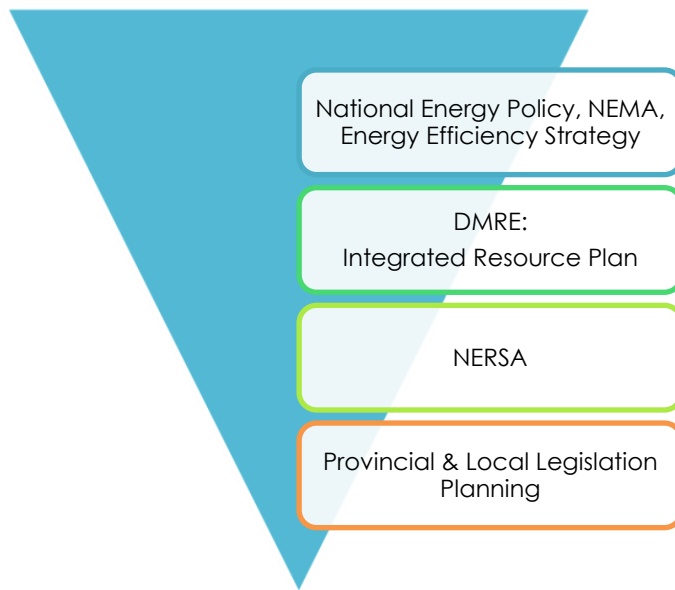 National Energy Policy, NEMA,
Energy Efficiency Strategy
DMRE:
Integrated Resource Plan
NERSA
Provincial & Local Legislation
Planning